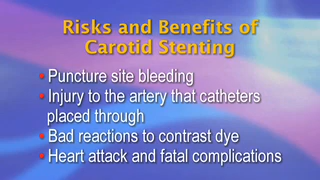 Risks and Benefits of
Carotid Stenting
• Puncture site bleeding
• Injury to the artery that catheters
placed through
• Bad reactions to contrast dye
• Heart attack and fatal complications